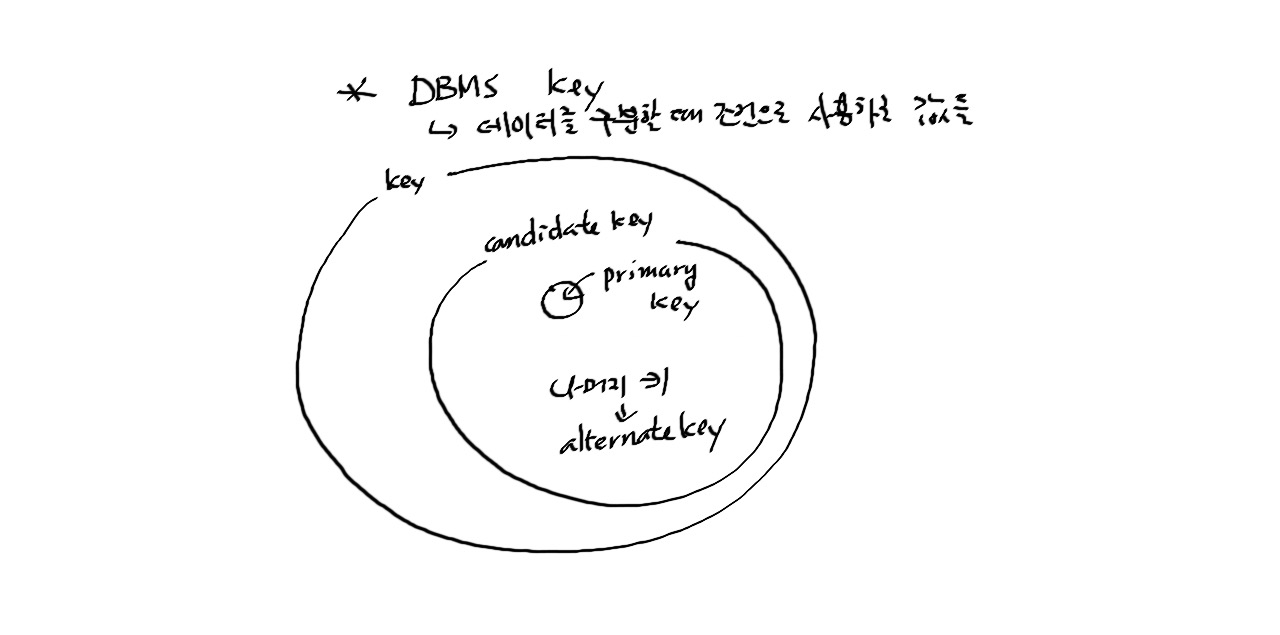 * DBMS key
↳ 데이터를 구분할 때 조건으로 사용하는 값들
key
candidate key
primary
key
나머지 키
↓
alternate key